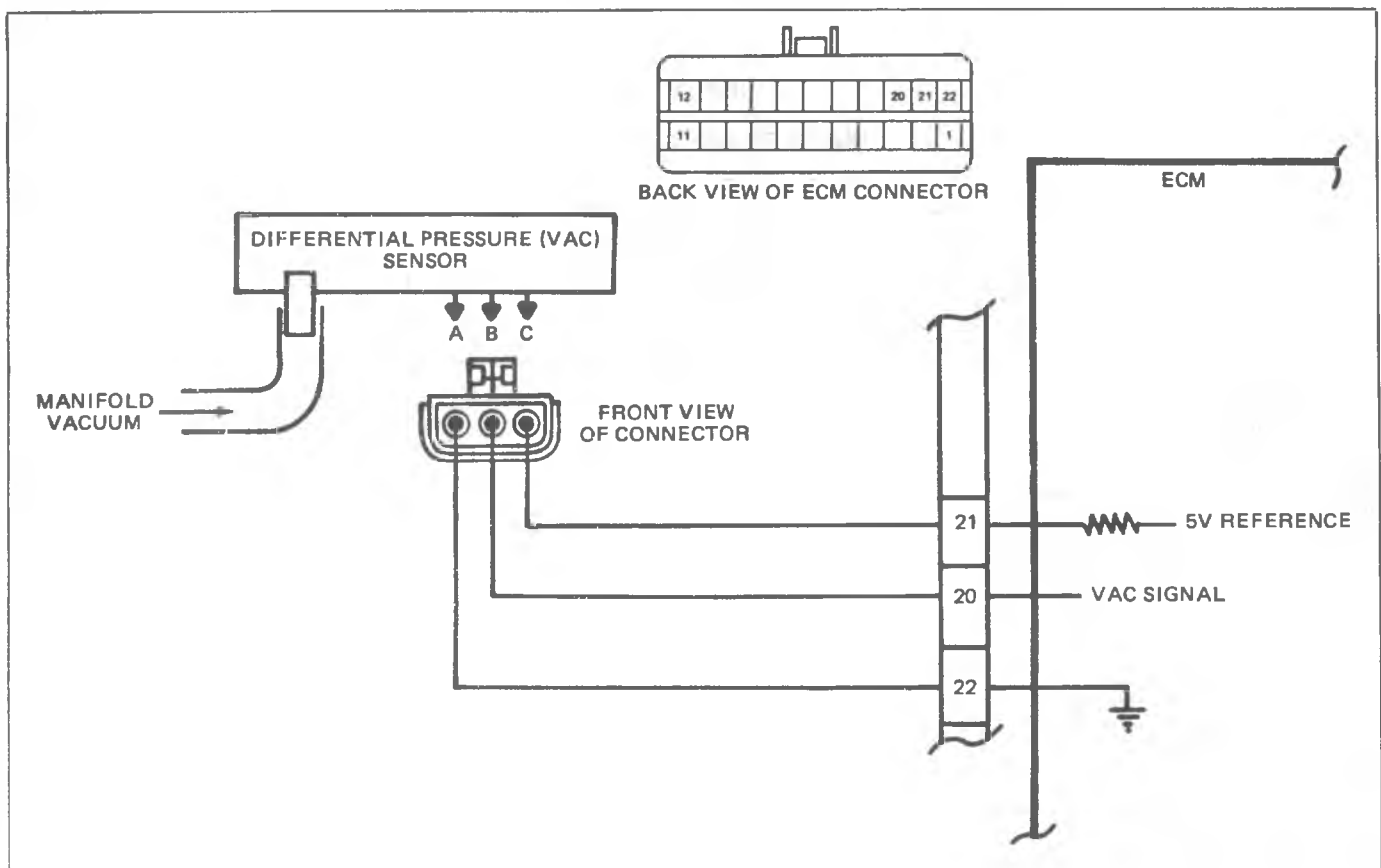 12 20 21 22
11 1
BACK VIEW OF ECM CONNECTOR
ECM
DIFFERENTIAL PRESSURE (VAC)
SENSOR
A B C
MANIFOLD
VACUUM
FRONT VIEW
OF CONNECTOR
21
5V REFERENCE
20
VAC SIGNAL
22